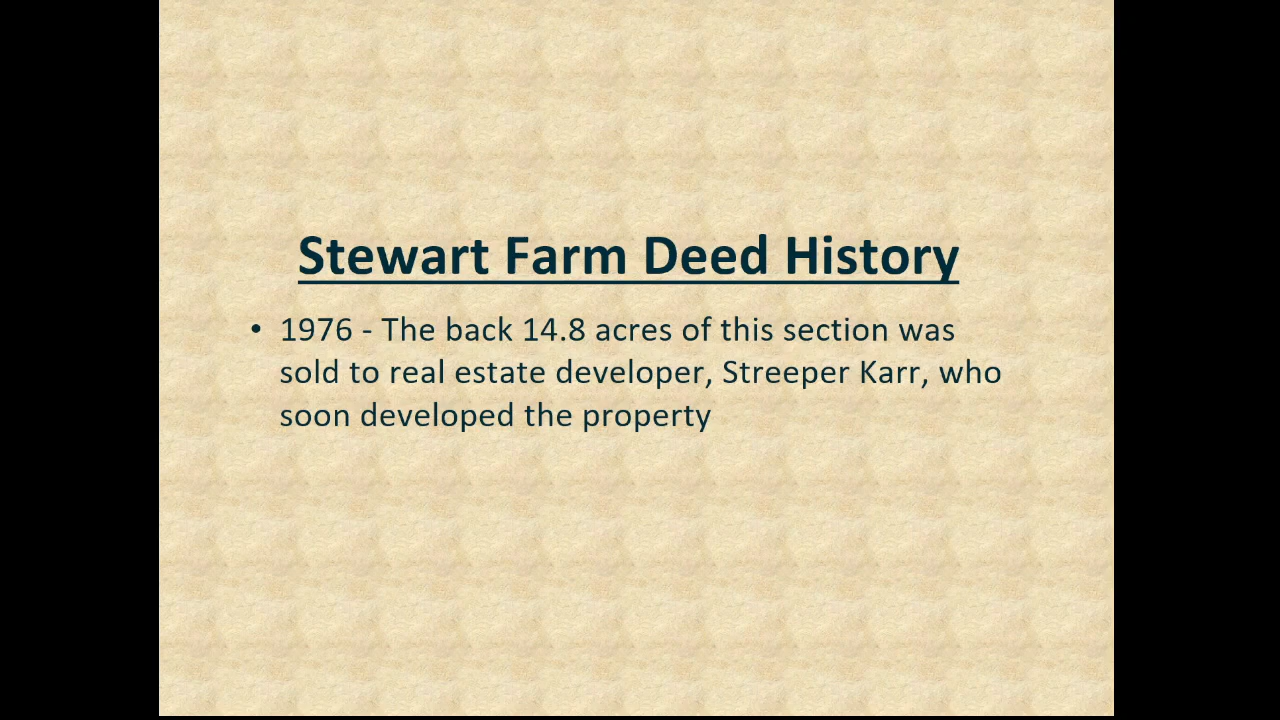 Stewart Farm Deed History
• 1976 - The back 14.8 acres of this section was
sold to real estate developer, Streeper Karr, who
soon developed the property